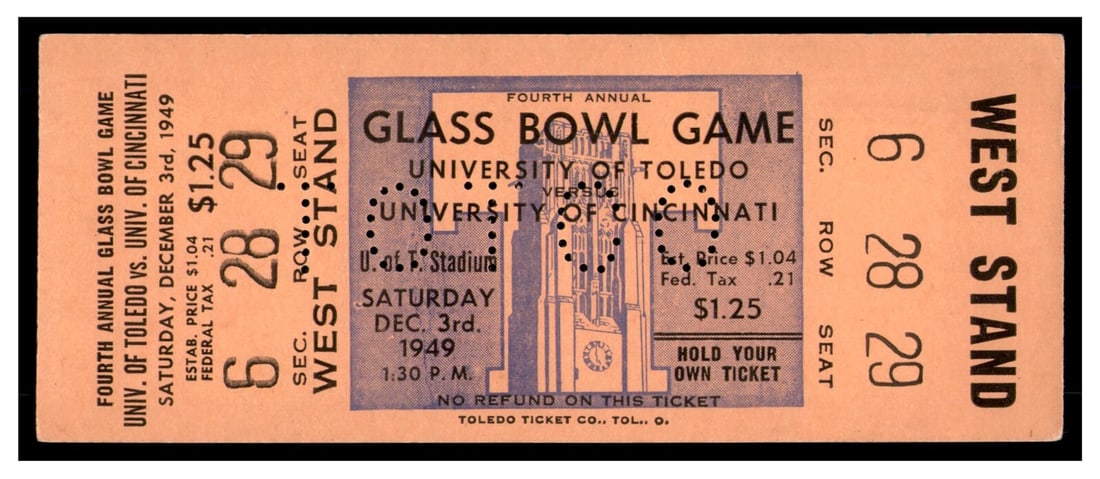 FOURTH ANNUAL GLASS BOWL GAME
UNIV. OF TOLEDO VS. UNIV. OF CINCINNATI
SATURDAY, DECEMBER 3rd, 1949
ESTAB. PRICE $1.04
FEDERAL TAX .21
$1.25
6 28 29
SEC. ROW SEAT
WEST STAND
FOURTH ANNUAL
GLASS BOWL GAME
UNIVERSITY OF TOLEDO
VERSUS
UNIVERSITY OF CINCINNATI
U. of T. Stadium
SATURDAY
DEC. 3rd.
1949
1:30 P.M.
Est. Price $1.04
Fed. Tax .21
$1.25
HOLD YOUR
OWN TICKET
NO REFUND ON THIS TICKET
TOLEDO TICKET CO., TOL., O.
SEC. ROW SEAT
6 28 29
WEST STAND